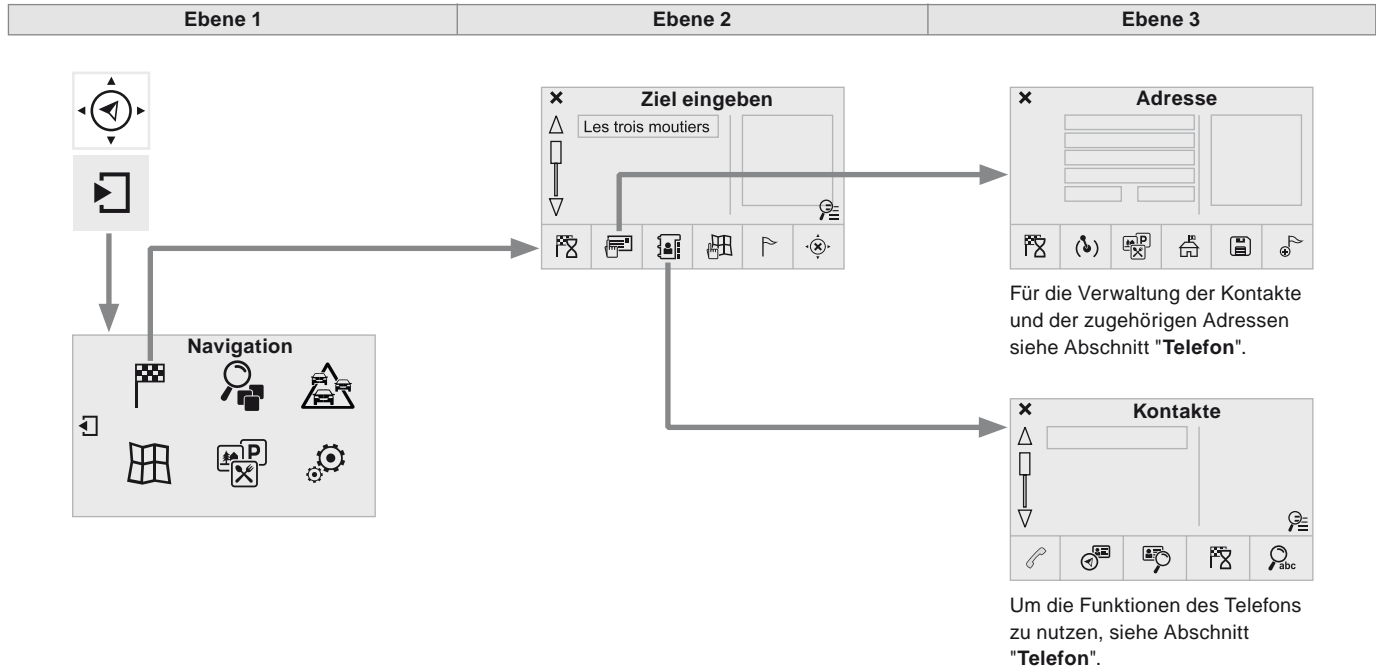 Ebene 1
Ebene 2
Ebene 3
Ziel eingeben
Les trois moutiers
Adresse
P
Für die Verwaltung der Kontakte
und der zugehörigen Adressen
siehe Abschnitt "Telefon".
Navigation
P
Kontakte
abc
Um die Funktionen des Telefons
zu nutzen, siehe Abschnitt
"Telefon".